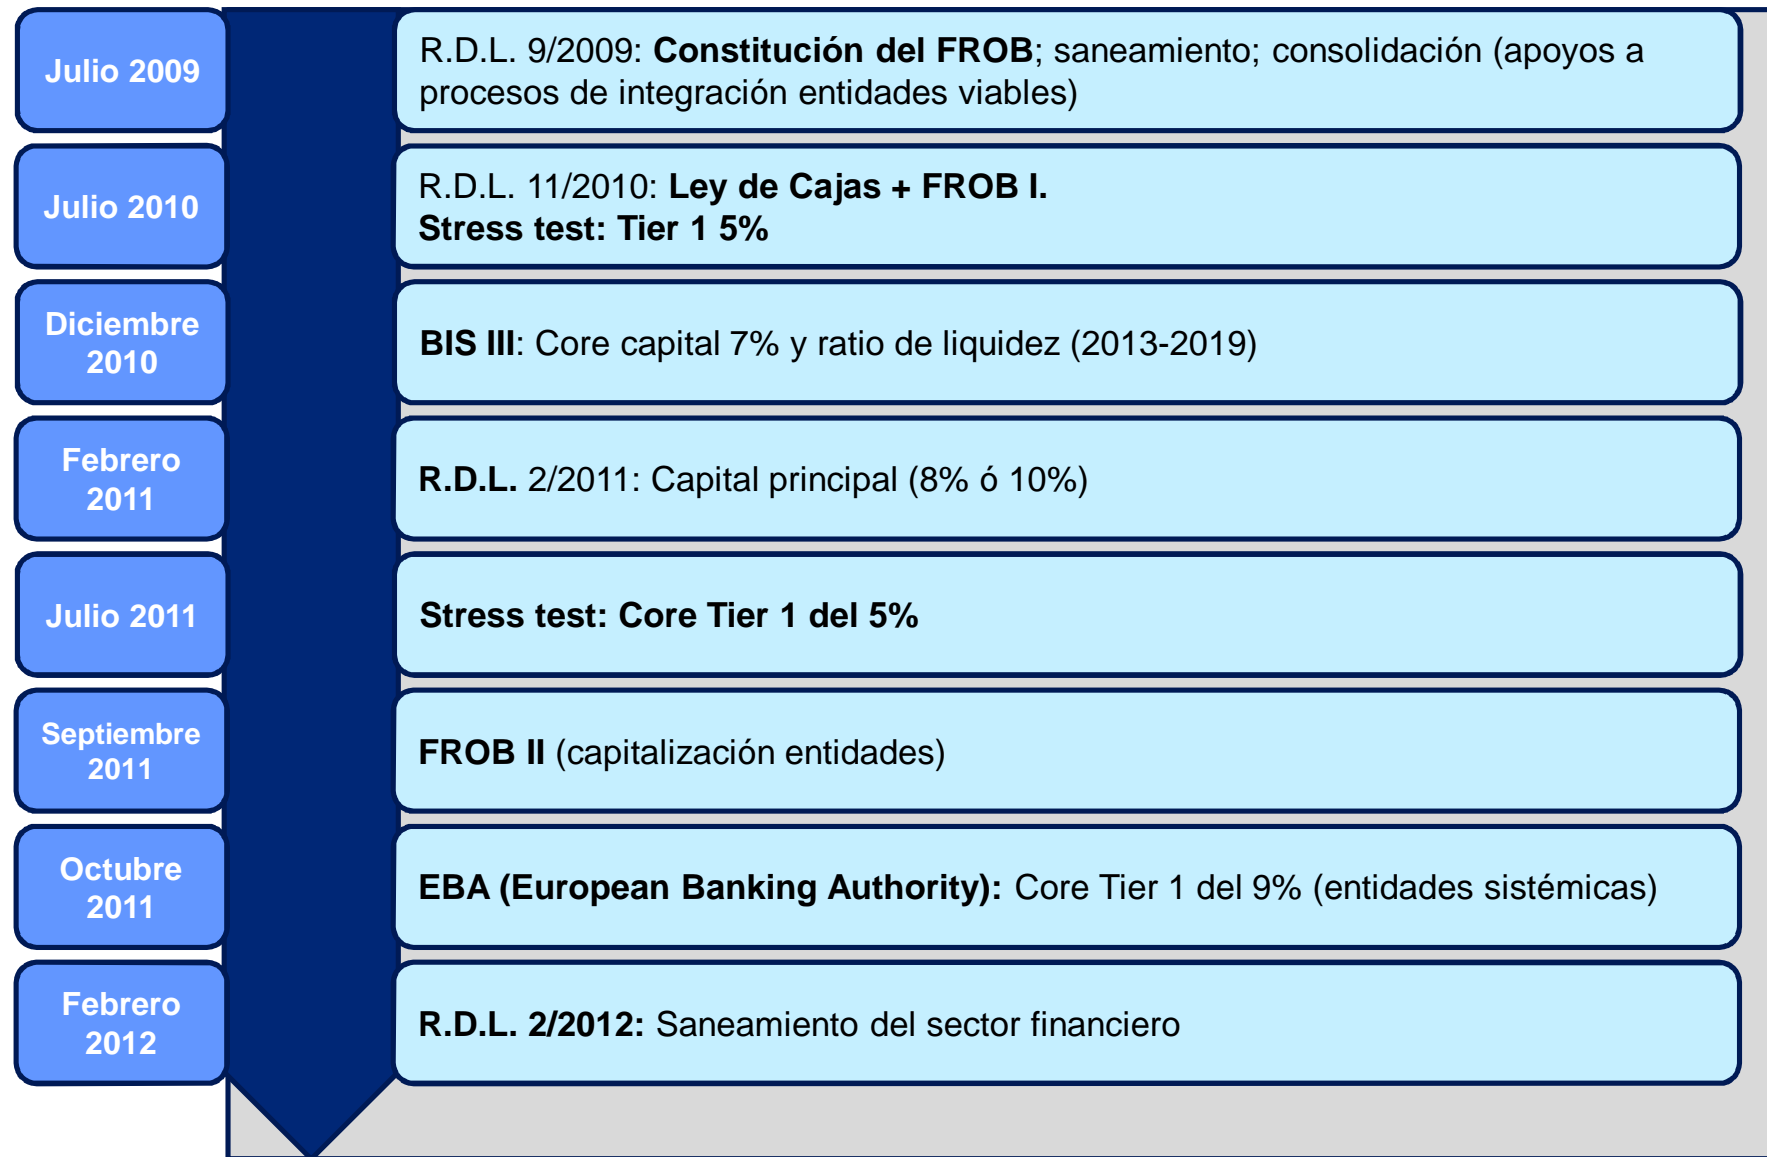 Julio 2009
R.D.L. 9/2009: Constitución del FROB; saneamiento; consolidación (apoyos a
procesos de integración entidades viables)
Julio 2010
R.D.L. 11/2010: Ley de Cajas + FROB I.
Stress test: Tier 1 5%
Diciembre
2010
BIS III: Core capital 7% y ratio de liquidez (2013-2019)
Febrero
2011
R.D.L. 2/2011: Capital principal (8% ó 10%)
Julio 2011
Stress test: Core Tier 1 del 5%
Septiembre
2011
FROB II (capitalización entidades)
Octubre
2011
EBA (European Banking Authority): Core Tier 1 del 9% (entidades sistémicas)
Febrero
2012
R.D.L. 2/2012: Saneamiento del sector financiero